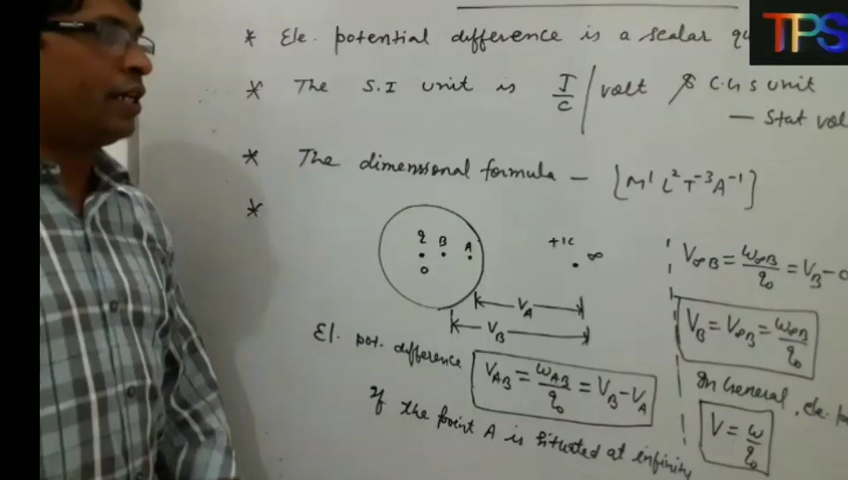 TPS
* Ele. potential difference is a scalar
* The S.I unit is J/C / volt & C.G.S unit
— Stat vol
* The dimensional formula — [M¹ L² T⁻³ A⁻¹]
*
q B A
O
+1C ∞
V_A
V_B
El. pot. difference V_AB = W_AB/q₀ = V_B − V_A
If the point A is situated at infinity
V_∞B = W_∞B/q₀ = V_B − 0
V_B = V_∞B = W_∞B/q₀
In General, ele. p
V = W/q₀